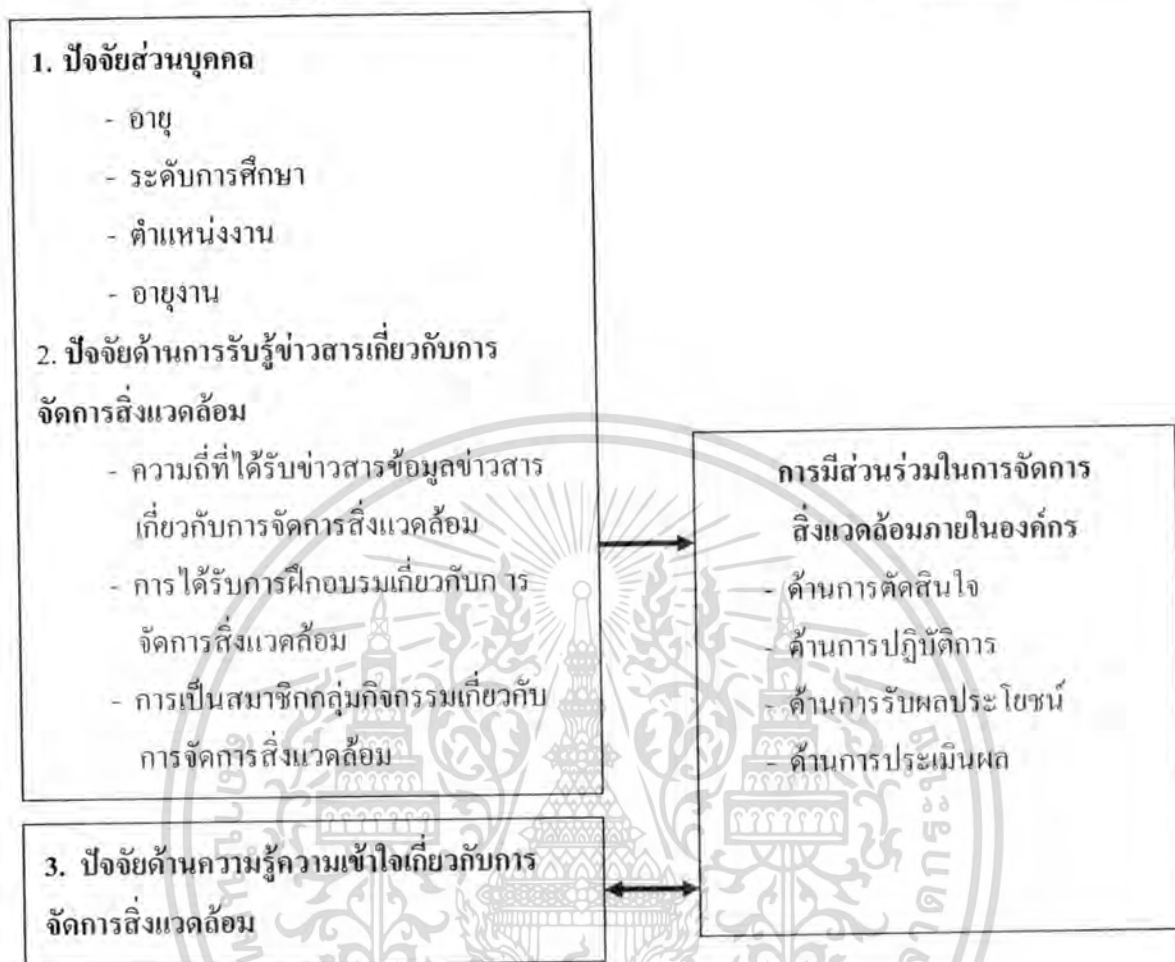 1. ปัจจัยส่วนบุคคล
- อายุ
- ระดับการศึกษา
- ตำแหน่งงาน
- อายุงาน
2. ปัจจัยด้านการรับรู้ข่าวสารเกี่ยวกับการ
จัดการสิ่งแวดล้อม
- ความถี่ที่ได้รับข่าวสารข้อมูลข่าวสาร
เกี่ยวกับการจัดการสิ่งแวดล้อม
- การได้รับการฝึกอบรมเกี่ยวกับการ
จัดการสิ่งแวดล้อม
- การเป็นสมาชิกกลุ่มกิจกรรมเกี่ยวกับ
การจัดการสิ่งแวดล้อม
3. ปัจจัยด้านความรู้ความเข้าใจเกี่ยวกับการ
จัดการสิ่งแวดล้อม
การมีส่วนร่วมในการจัดการ
สิ่งแวดล้อมภายในองค์กร
- ด้านการตัดสินใจ
- ด้านการปฏิบัติการ
- ด้านการรับผลประโยชน์
- ด้านการประเมินผล